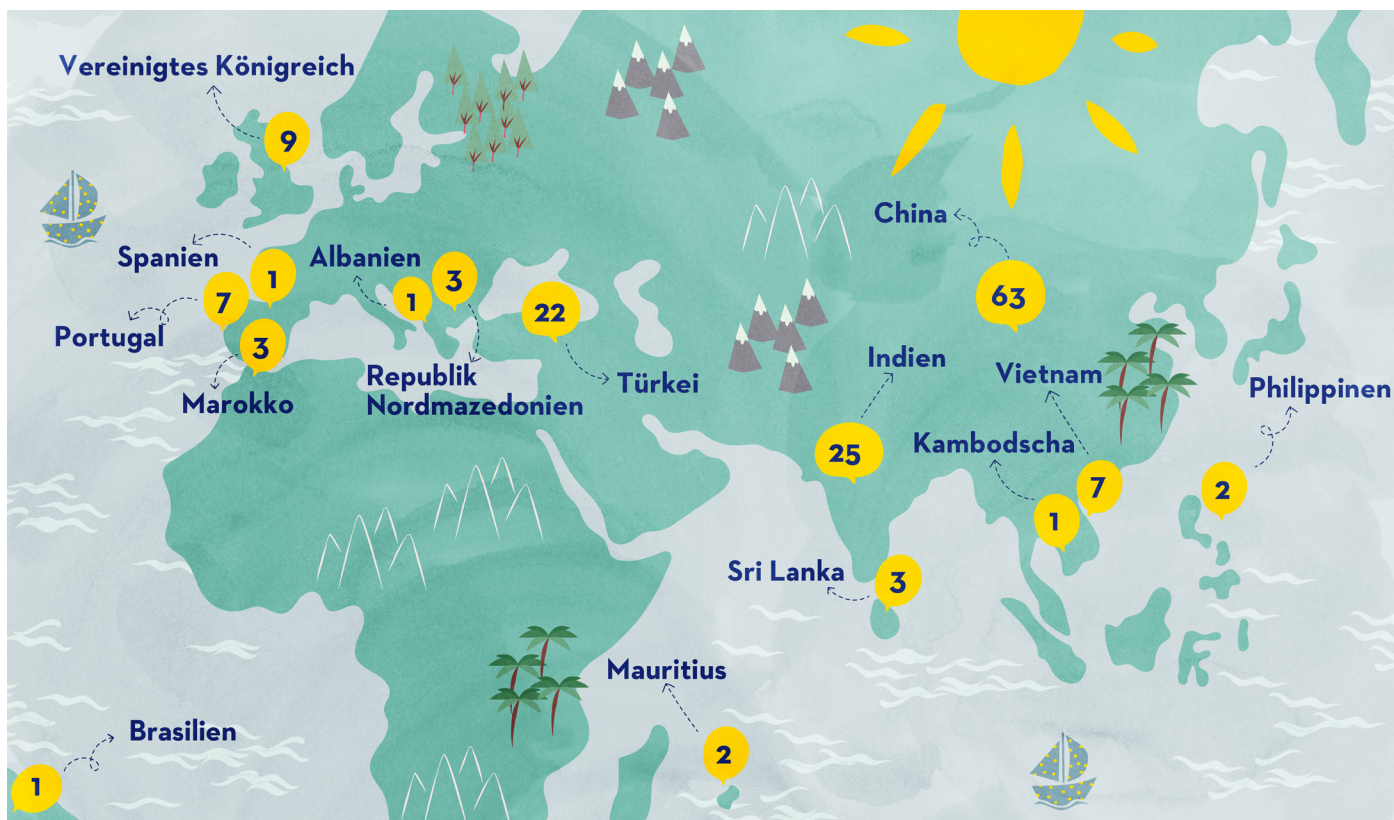 Vereinigtes Königreich
9
China
Spanien
Albanien
1
3
7
1
22
63
Portugal
3
Indien
Republik
Nordmazedonien
Türkei
Vietnam
Philippinen
Marokko
Kambodscha
25
7
2
1
Sri Lanka
3
Mauritius
Brasilien
2
1